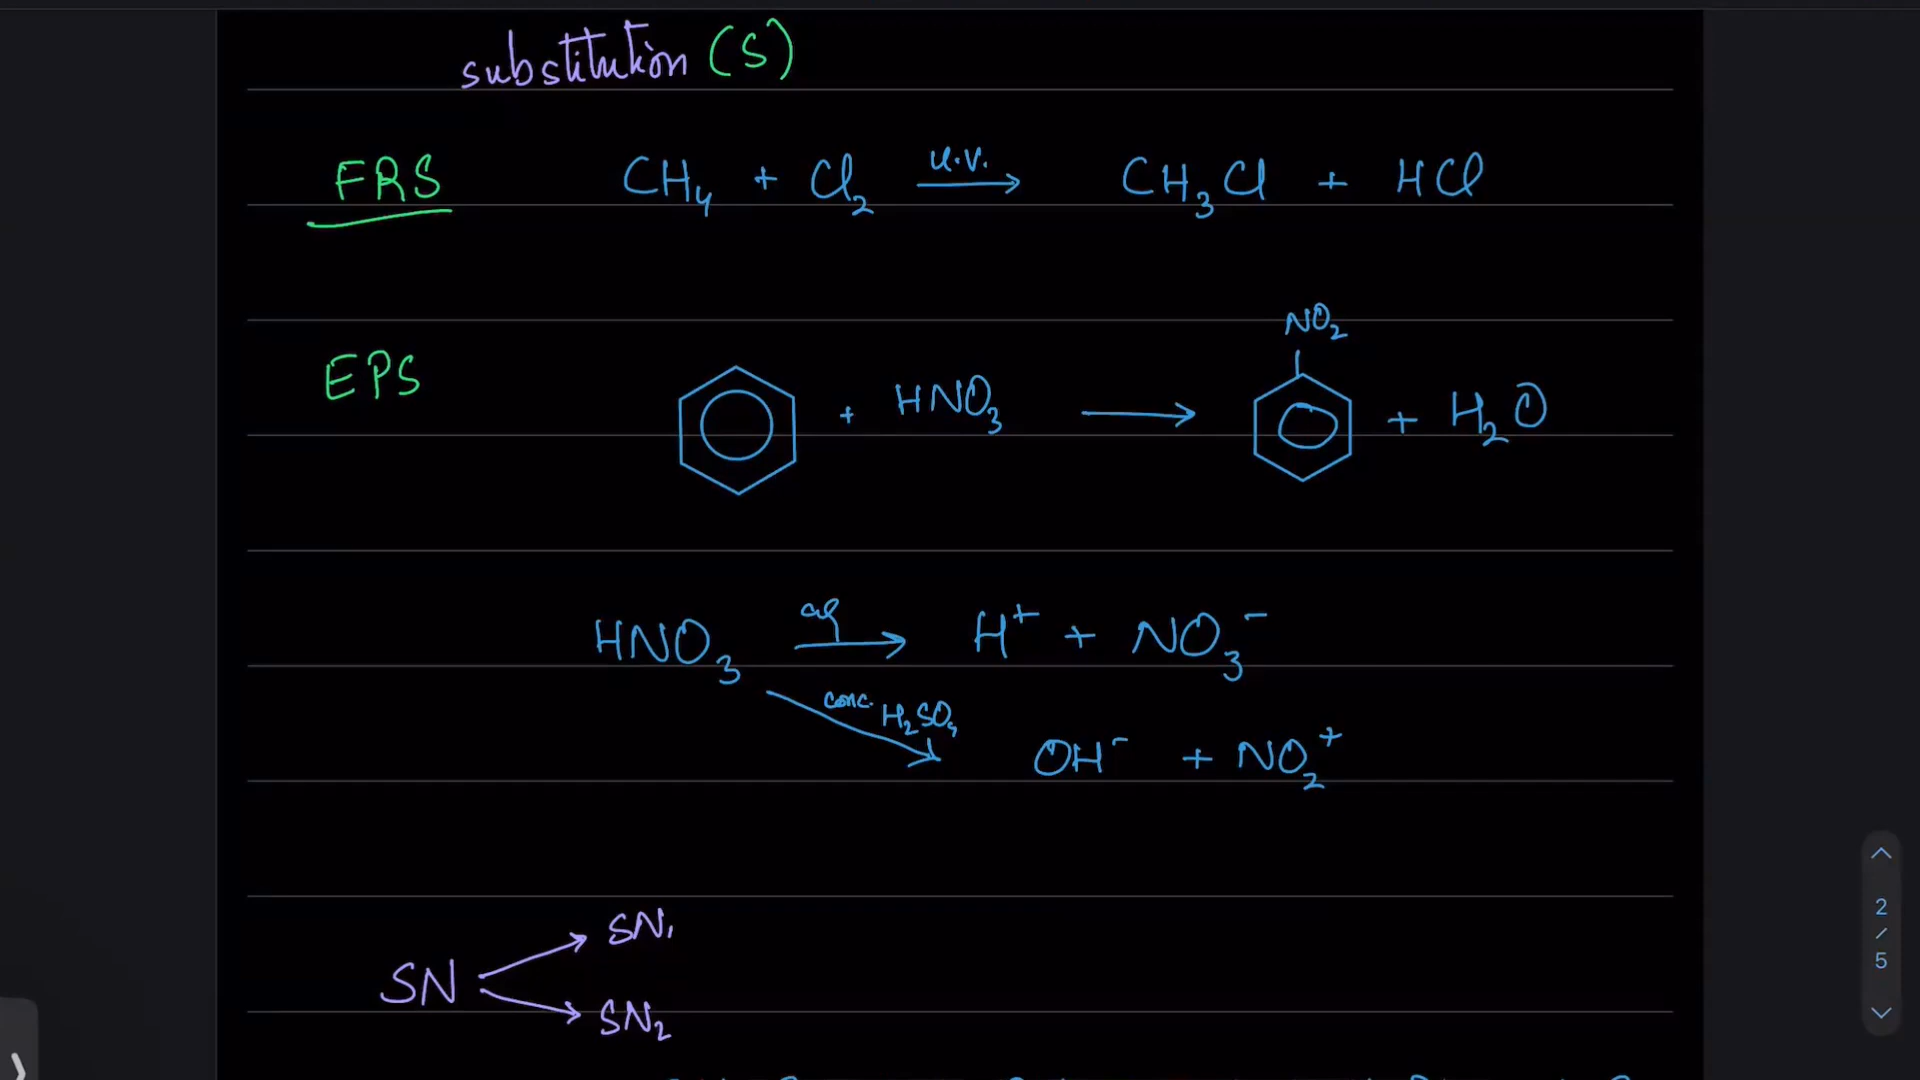 substitution (S)
FRS CH₄ + Cl₂ u.v. → CH₃Cl + HCl
NO₂
EPS + HNO₃ → + H₂O
HNO₃ aq → H⁺ + NO₃⁻
conc. H₂SO₄ → OH⁻ + NO₂⁺
SN → SN₁
→ SN₂
2
/
5